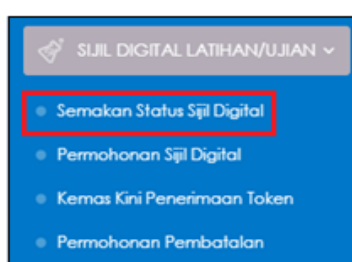 SIJIL DIGITAL LATIHAN/UJIAN
Semakan Status Sijil Digital
Permohonan Sijil Digital
Kemas Kini Penerimaan Token
Permohonan Pembatalan